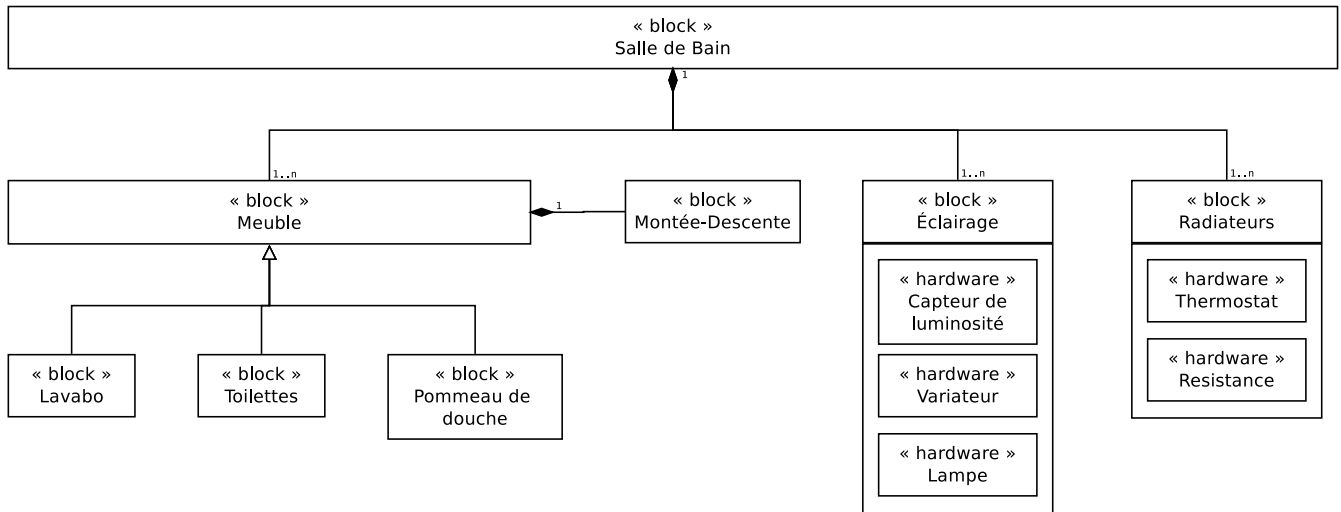 « block »
Salle de Bain
1
1..n
1..n
1..n
« block »
Meuble
1
« block »
Montée-Descente
« block »
Éclairage
« block »
Radiateurs
« hardware »
Capteur de
luminosité
« hardware »
Variateur
« hardware »
Lampe
« hardware »
Thermostat
« hardware »
Resistance
« block »
Lavabo
« block »
Toilettes
« block »
Pommeau de
douche